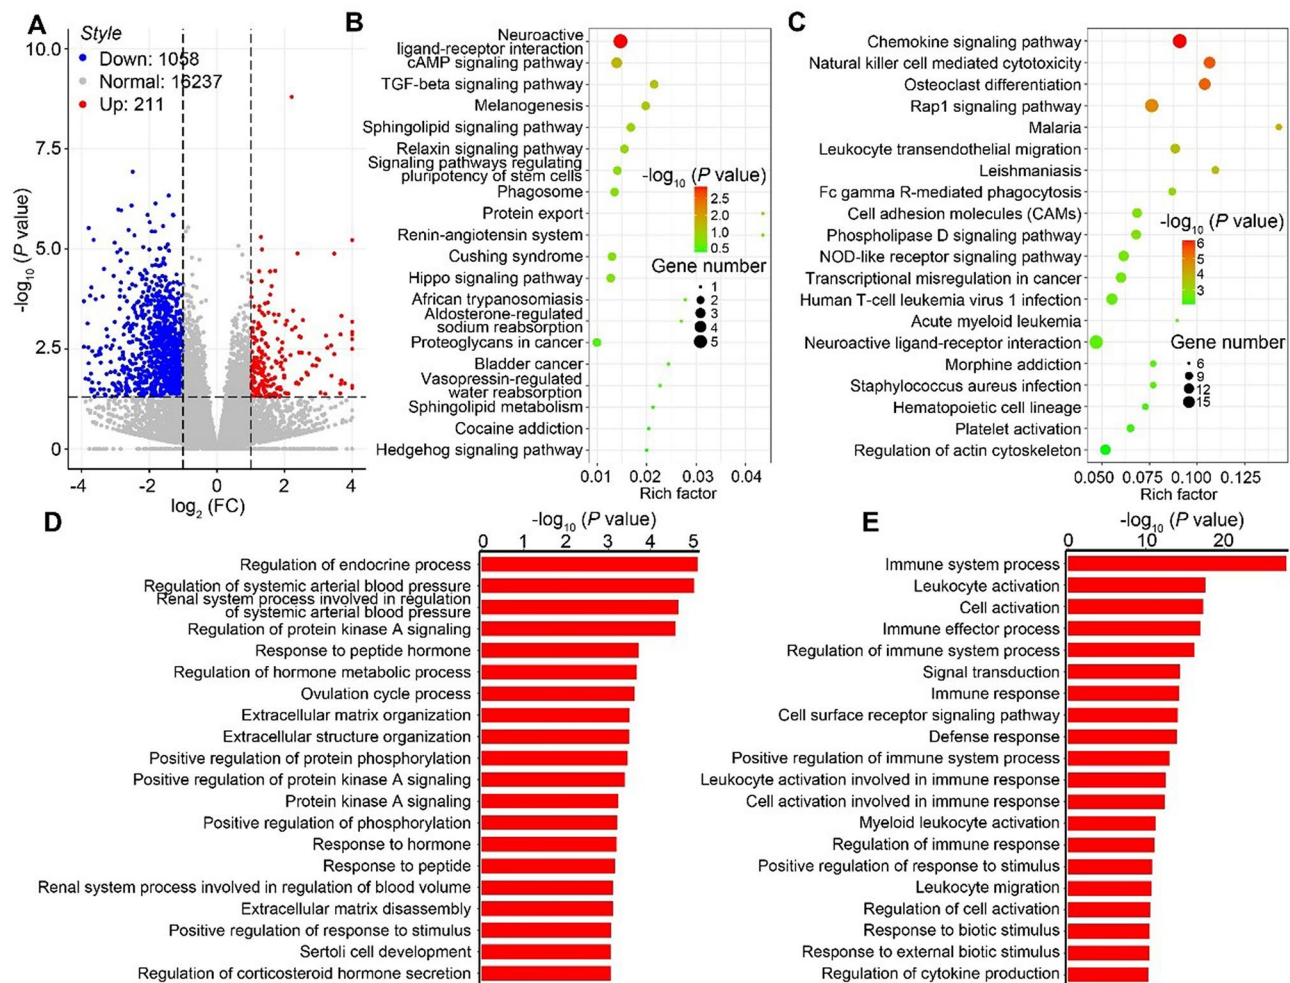 A
Style
Down: 1058
Normal: 16237
Up: 211
10.0
7.5
5.0
2.5
0
-log10 (P value)
-4
-2
0
2
4
log2 (FC)
B
Neuroactive
ligand-receptor interaction
cAMP signaling pathway
TGF-beta signaling pathway
Melanogenesis
Sphingolipid signaling pathway
Relaxin signaling pathway
Signaling pathways regulating
pluripotency of stem cells
Phagosome
Protein export
Renin-angiotensin system
Cushing syndrome
Hippo signaling pathway
African trypanosomiasis
Aldosterone-regulated
sodium reabsorption
Proteoglycans in cancer
Bladder cancer
Vasopressin-regulated
water reabsorption
Sphingolipid metabolism
Cocaine addiction
Hedgehog signaling pathway
-log10 (P value)
2.5
2.0
1.0
0.5
Gene number
1
2
3
4
5
0.01
0.02
0.03
0.04
Rich factor
C
Chemokine signaling pathway
Natural killer cell mediated cytotoxicity
Osteoclast differentiation
Rap1 signaling pathway
Malaria
Leukocyte transendothelial migration
Leishmaniasis
Fc gamma R-mediated phagocytosis
Cell adhesion molecules (CAMs)
Phospholipase D signaling pathway
NOD-like receptor signaling pathway
Transcriptional misregulation in cancer
Human T-cell leukemia virus 1 infection
Acute myeloid leukemia
Neuroactive ligand-receptor interaction
Morphine addiction
Staphylococcus aureus infection
Hematopoietic cell lineage
Platelet activation
Regulation of actin cytoskeleton
-log10 (P value)
6
5
4
3
Gene number
6
9
12
15
0.050
0.075
0.100
0.125
Rich factor
D
-log10 (P value)
0
1
2
3
4
5
Regulation of endocrine process
Regulation of systemic arterial blood pressure
Renal system process involved in regulation
of systemic arterial blood pressure
Regulation of protein kinase A signaling
Response to peptide hormone
Regulation of hormone metabolic process
Ovulation cycle process
Extracellular matrix organization
Extracellular structure organization
Positive regulation of protein phosphorylation
Positive regulation of protein kinase A signaling
Protein kinase A signaling
Positive regulation of phosphorylation
Response to hormone
Response to peptide
Renal system process involved in regulation of blood volume
Extracellular matrix disassembly
Positive regulation of response to stimulus
Sertoli cell development
Regulation of corticosteroid hormone secretion
E
-log10 (P value)
0
10
20
Immune system process
Leukocyte activation
Cell activation
Immune effector process
Regulation of immune system process
Signal transduction
Immune response
Cell surface receptor signaling pathway
Defense response
Positive regulation of immune system process
Leukocyte activation involved in immune response
Cell activation involved in immune response
Myeloid leukocyte activation
Regulation of immune response
Positive regulation of response to stimulus
Leukocyte migration
Regulation of cell activation
Response to biotic stimulus
Response to external biotic stimulus
Regulation of cytokine production